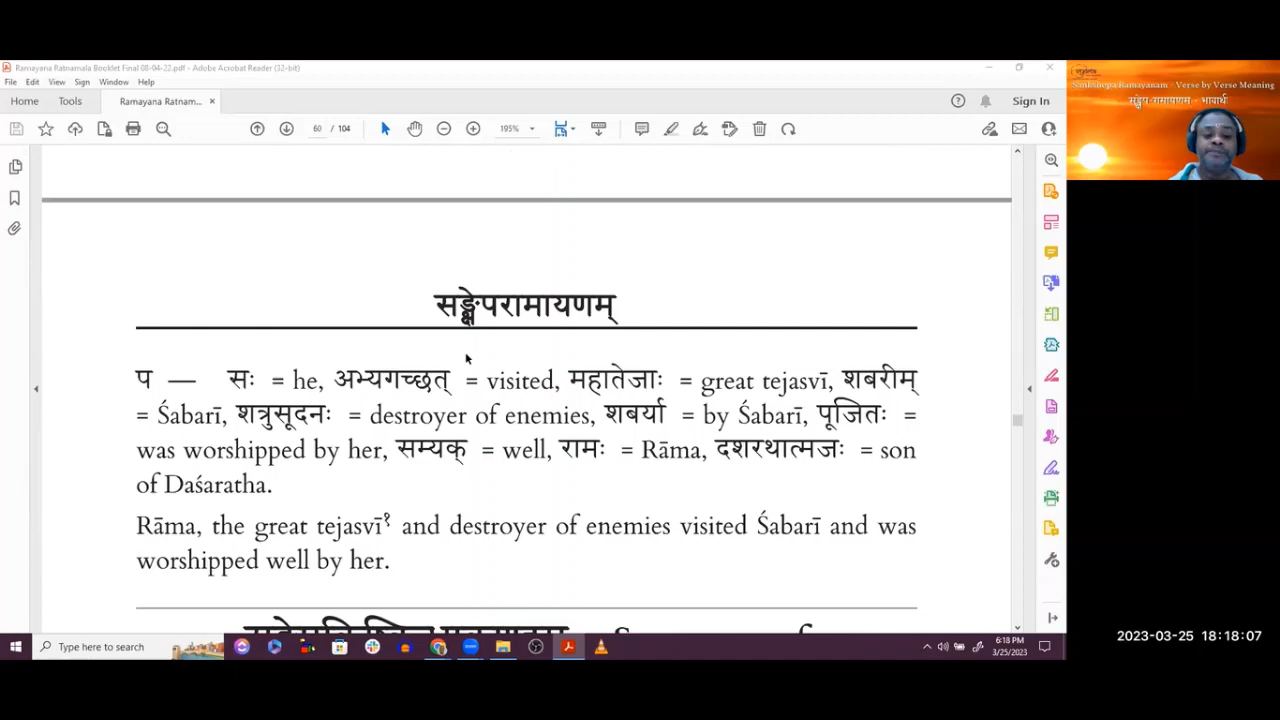 Ramayana Ratnamala Booklet Final 08-04-22.pdf - Adobe Acrobat Reader (32-bit)
File Edit View Sign Window Help
Home Tools Ramayana Ratnam... × Sign In
60 / 104 195%
Sankshepa Ramayanam - Verse by Verse Meaning
सङ्क्षेप रामायणम् - भावार्थः
सङ्क्षेपरामायणम्
प — सः = he, अभ्यगच्छत् = visited, महातेजाः = great tejasvī, शबरीम्
= Śabarī, शत्रुसूदनः = destroyer of enemies, शबर्या = by Śabarī, पूजितः =
was worshipped by her, सम्यक् = well, रामः = Rāma, दशरथात्मजः = son
of Daśaratha.
Rāma, the great tejasvī१ and destroyer of enemies visited Śabarī and was
worshipped well by her.
Type here to search
6:18 PM
3/25/2023
2023-03-25 18:18:07